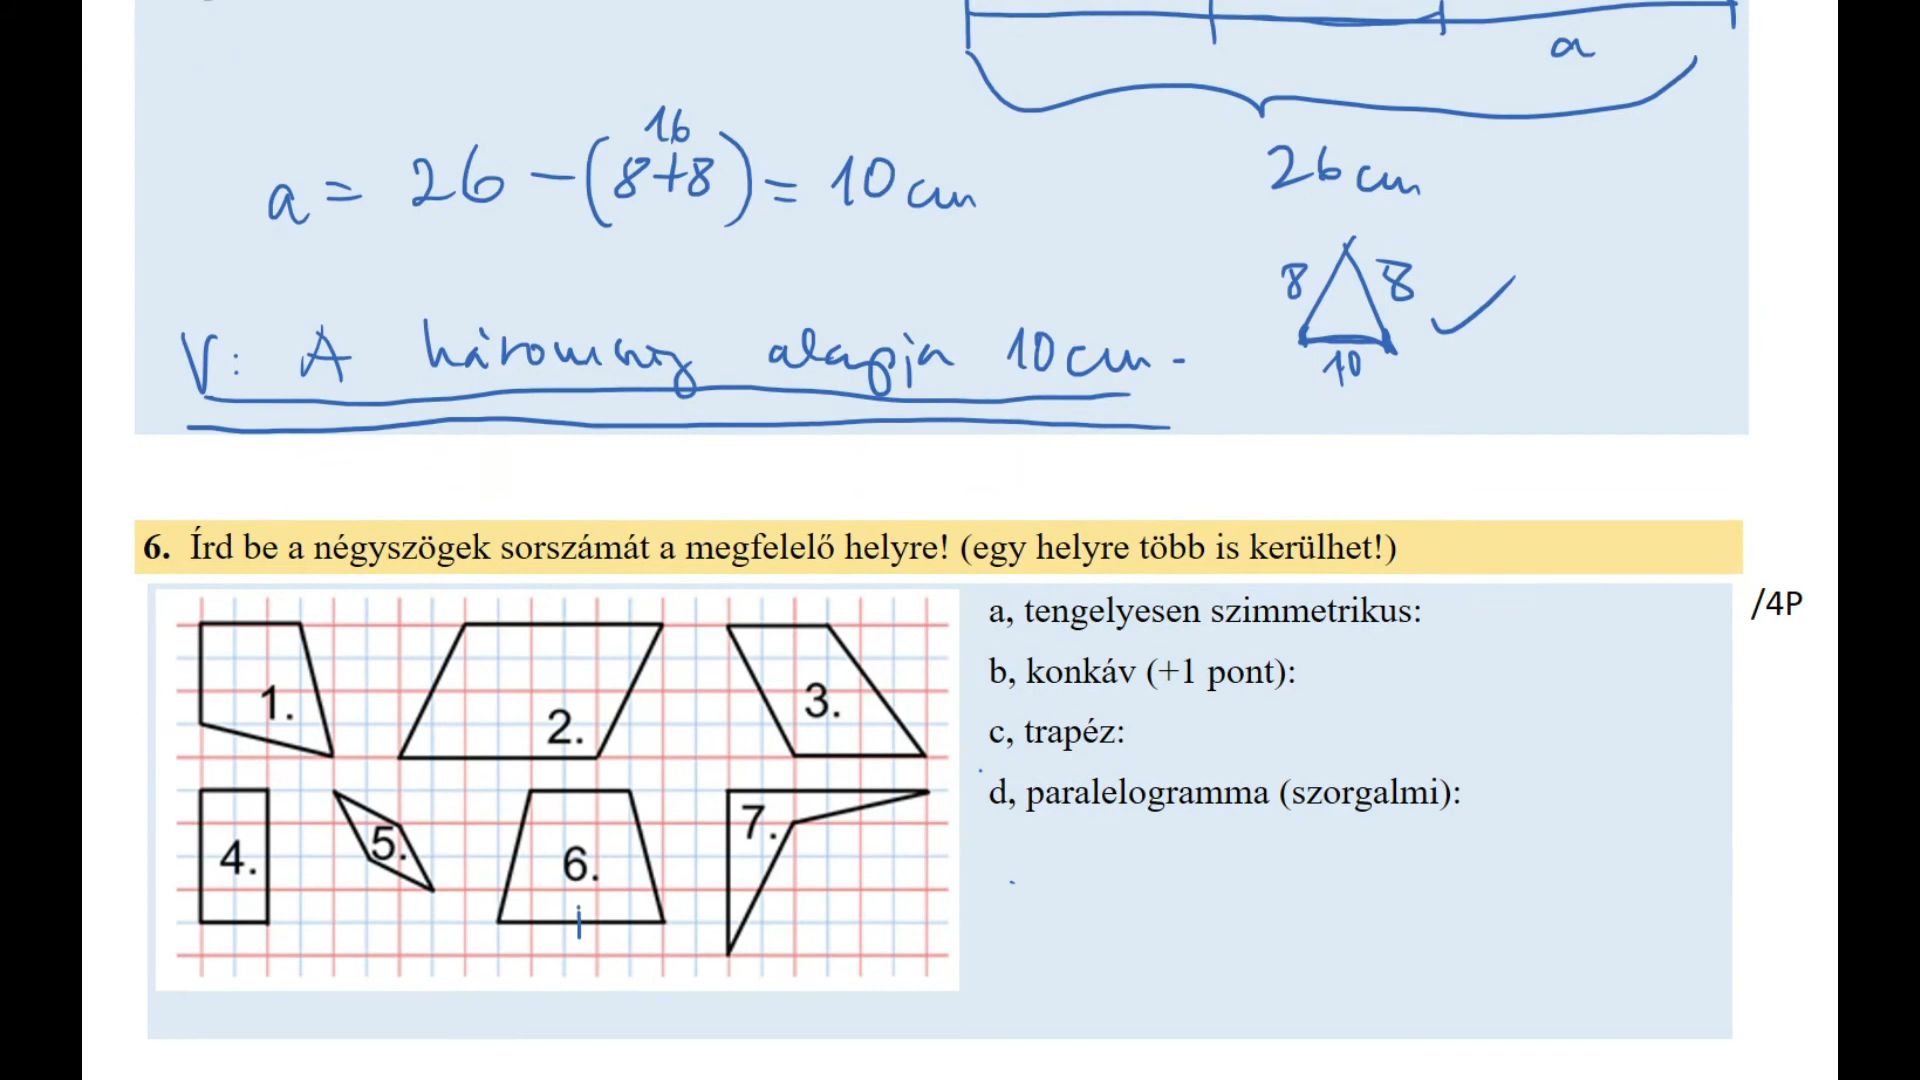 a
16
a = 26 - (8+8) = 10 cm
26 cm
8 8
10
V: A háromszög alapja 10 cm.
6. Írd be a négyszögek sorszámát a megfelelő helyre! (egy helyre több is kerülhet!)
/4P
a, tengelyesen szimmetrikus:
b, konkáv (+1 pont):
c, trapéz:
d, paralelogramma (szorgalmi):
1.
2.
3.
4.
5.
6.
7.